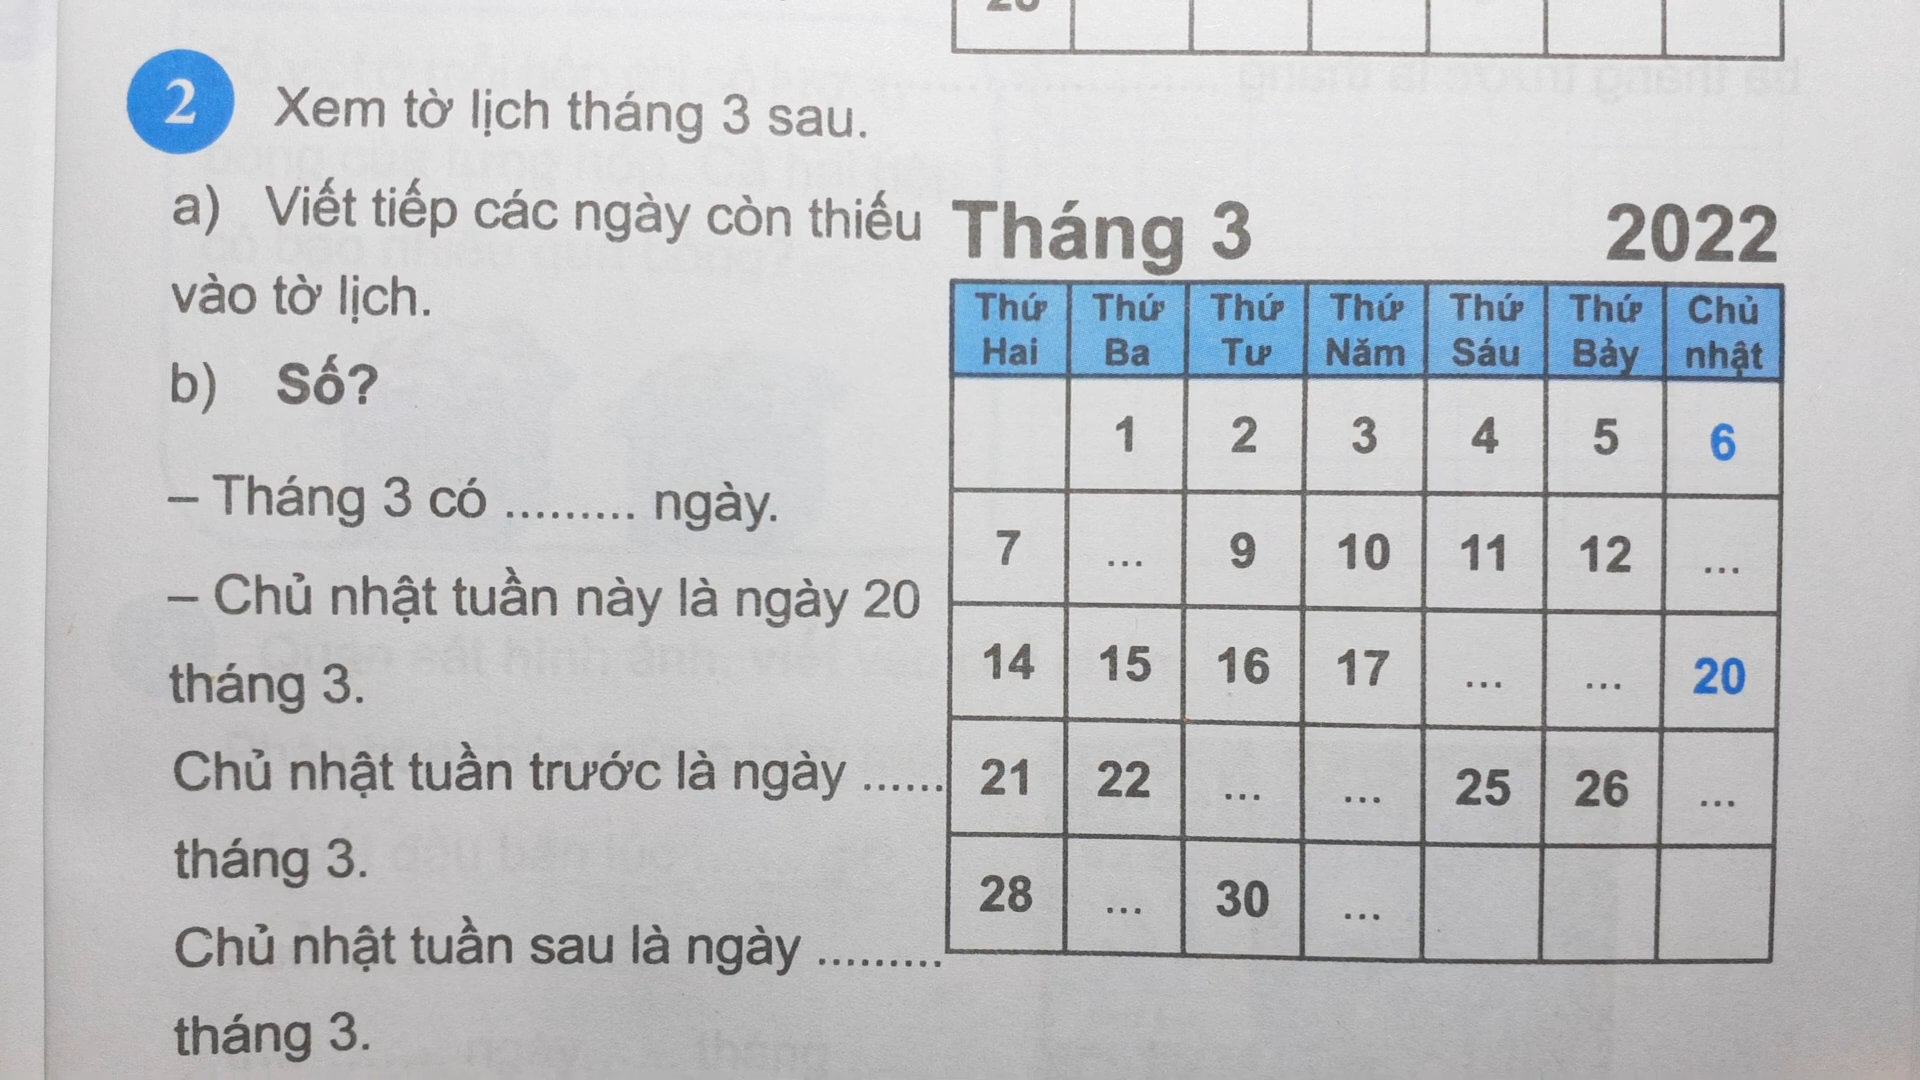 2 Xem tờ lịch tháng 3 sau.
a) Viết tiếp các ngày còn thiếu
vào tờ lịch.
b) Số?
– Tháng 3 có ......... ngày.
– Chủ nhật tuần này là ngày 20
tháng 3.
Chủ nhật tuần trước là ngày ......
tháng 3.
Chủ nhật tuần sau là ngày .........
tháng 3.
Tháng 3 2022
Thứ Hai Thứ Ba Thứ Tư Thứ Năm Thứ Sáu Thứ Bảy Chủ nhật
1 2 3 4 5 6
7 ... 9 10 11 12 ...
14 15 16 17 ... ... 20
21 22 ... ... 25 26 ...
28 ... 30 ...